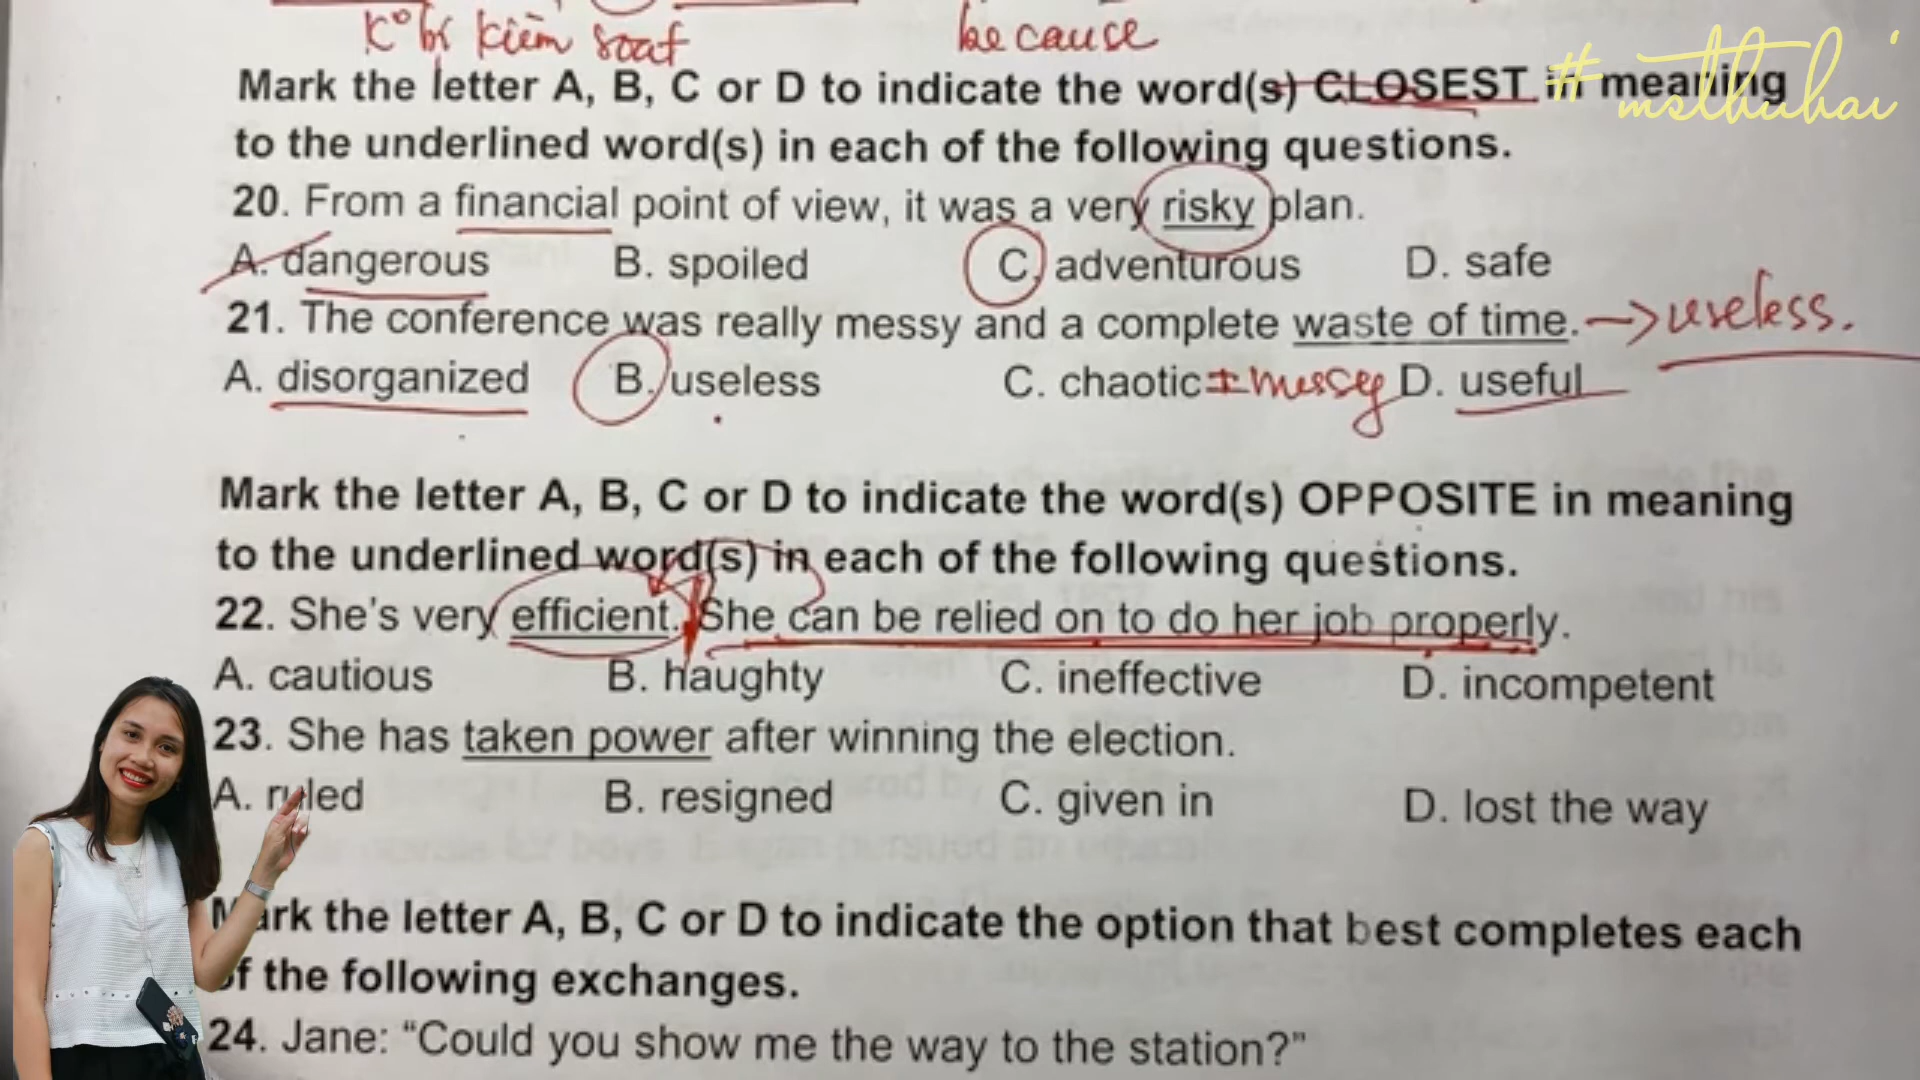 K° bị kiểm soát because
#msthuhai
Mark the letter A, B, C or D to indicate the word(s) CLOSEST in meaning
to the underlined word(s) in each of the following questions.
20. From a financial point of view, it was a very risky plan.
A. dangerous B. spoiled C. adventurous D. safe
21. The conference was really messy and a complete waste of time. → useless.
A. disorganized B. useless C. chaotic ± messy D. useful
Mark the letter A, B, C or D to indicate the word(s) OPPOSITE in meaning
to the underlined word(s) in each of the following questions.
22. She's very efficient. She can be relied on to do her job properly.
A. cautious B. haughty C. ineffective D. incompetent
23. She has taken power after winning the election.
A. ruled B. resigned C. given in D. lost the way
Mark the letter A, B, C or D to indicate the option that best completes each
of the following exchanges.
24. Jane: “Could you show me the way to the station?”